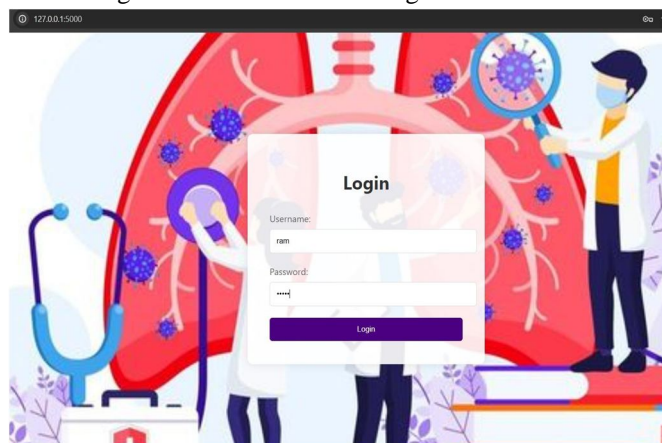 127.0.0.1:5000
Login
Username:
ram
Password:
•••••
Login